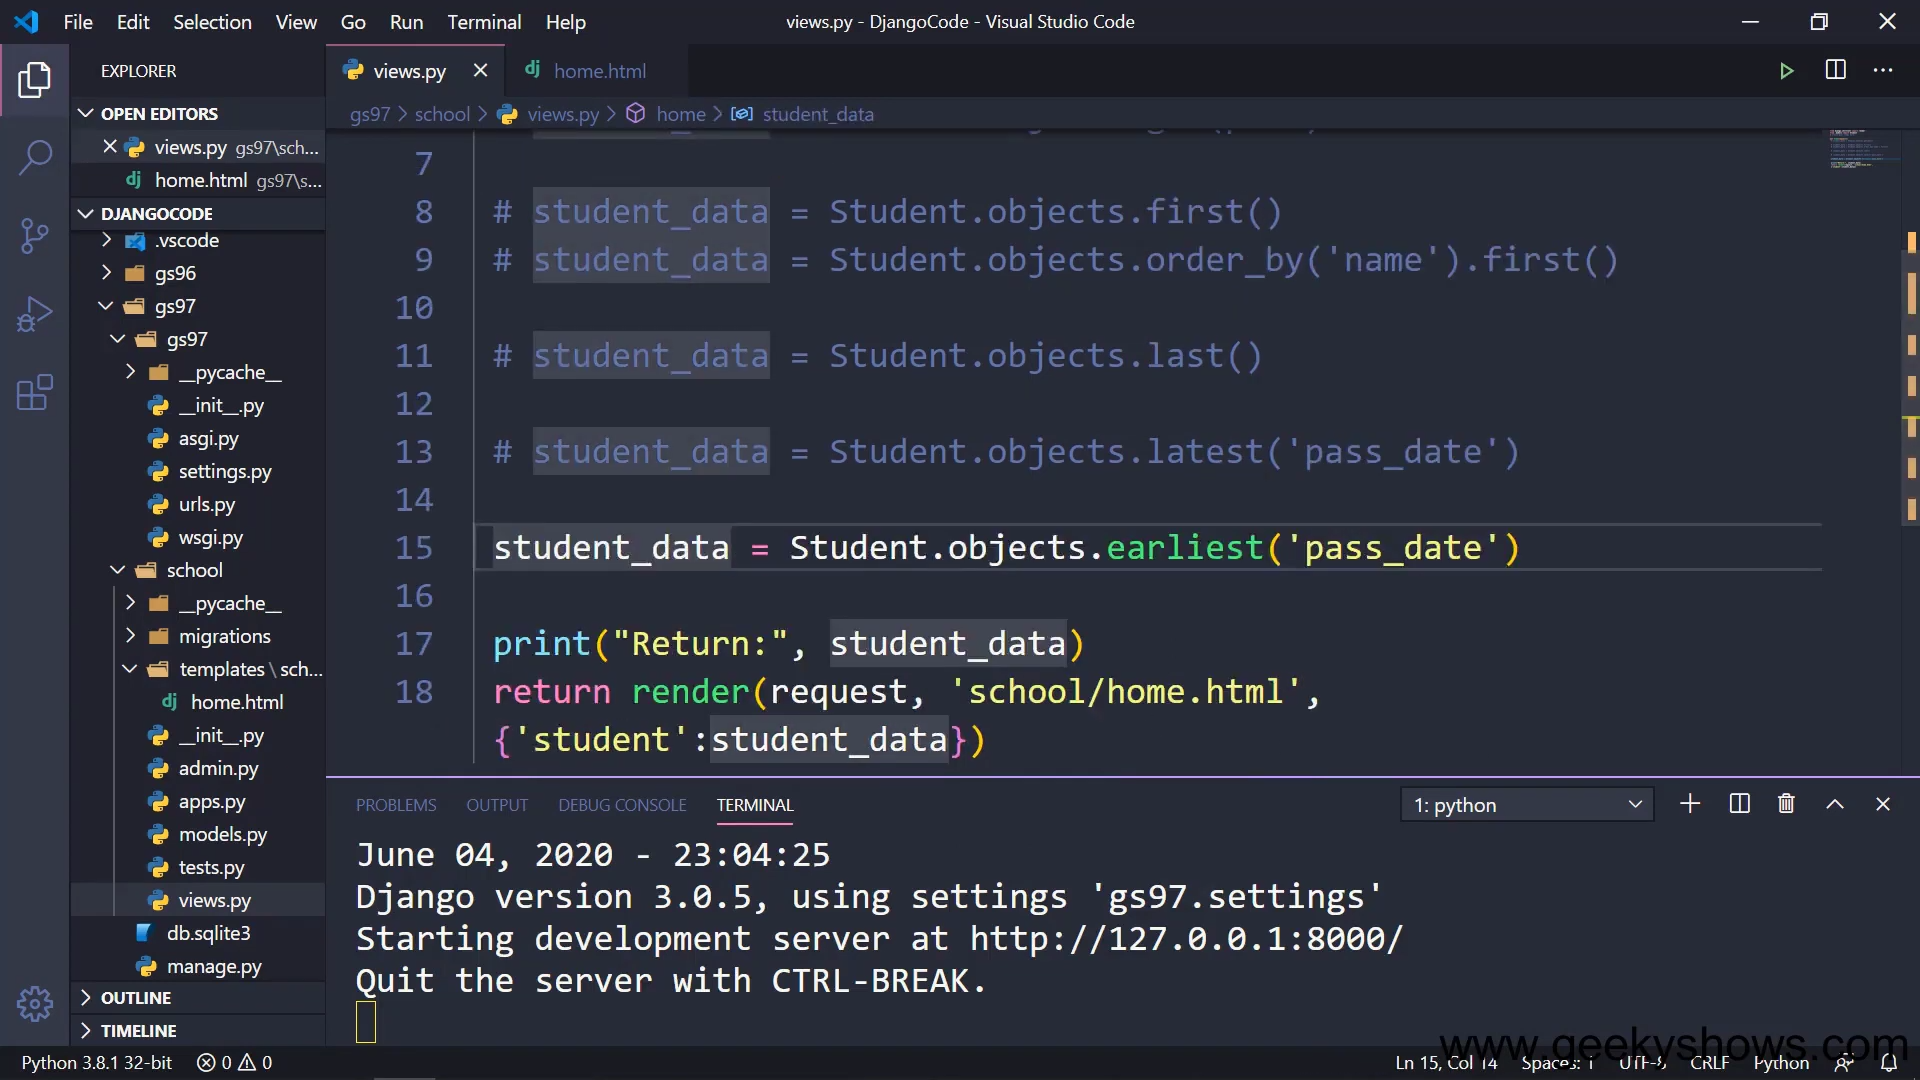 File Edit Selection View Go Run Terminal Help
views.py - DjangoCode - Visual Studio Code
EXPLORER
OPEN EDITORS
views.py gs97\sch...
home.html gs97\s...
DJANGOCODE
.vscode
gs96
gs97
gs97
__pycache__
__init__.py
asgi.py
settings.py
urls.py
wsgi.py
school
__pycache__
migrations
templates \ sch...
home.html
__init__.py
admin.py
apps.py
models.py
tests.py
views.py
db.sqlite3
manage.py
OUTLINE
TIMELINE
views.py
home.html
gs97 > school > views.py > home > student_data
7
8 # student_data = Student.objects.first()
9 # student_data = Student.objects.order_by('name').first()
10
11 # student_data = Student.objects.last()
12
13 # student_data = Student.objects.latest('pass_date')
14
15 student_data = Student.objects.earliest('pass_date')
16
17 print("Return:", student_data)
18 return render(request, 'school/home.html',
{'student':student_data})
PROBLEMS OUTPUT DEBUG CONSOLE TERMINAL
1: python
June 04, 2020 - 23:04:25
Django version 3.0.5, using settings 'gs97.settings'
Starting development server at http://127.0.0.1:8000/
Quit the server with CTRL-BREAK.
www.geekyshows.com
Python 3.8.1 32-bit 0 0
Ln 15, Col 14 Spaces: 1 UTF-8 CRLF Python